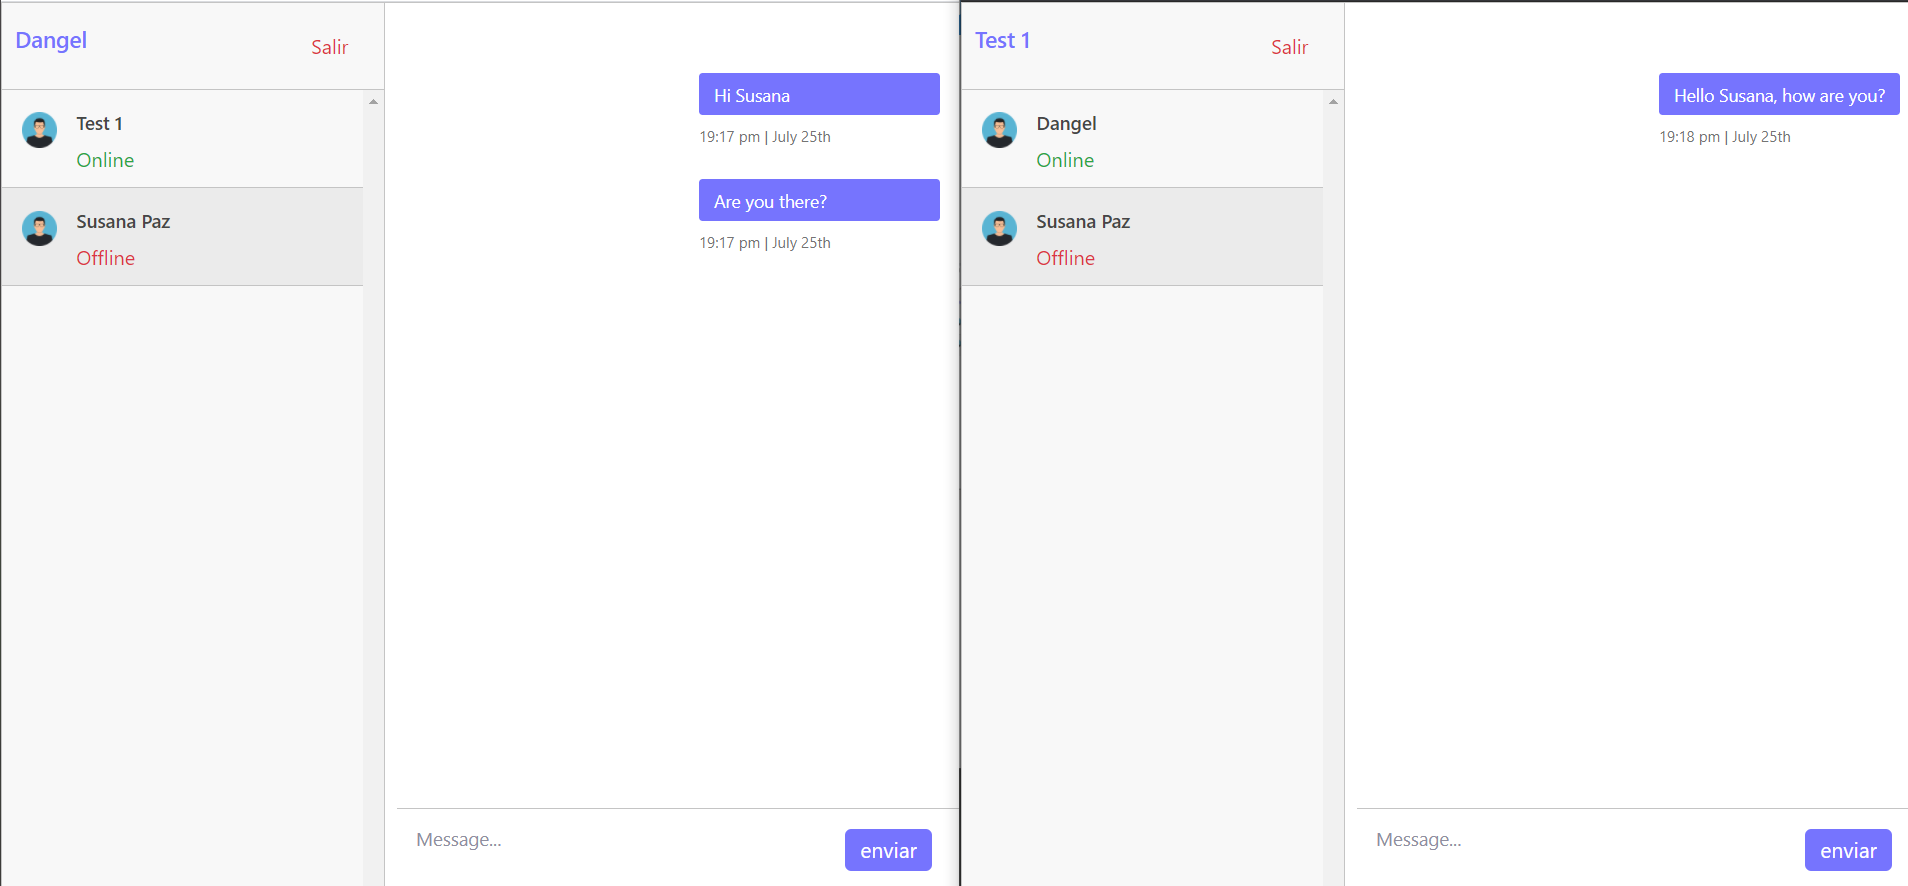 Dangel
Salir
Test 1
Online
Susana Paz
Offline
Hi Susana
19:17 pm | July 25th
Are you there?
19:17 pm | July 25th
Message...
enviar
Test 1
Salir
Dangel
Online
Susana Paz
Offline
Hello Susana, how are you?
19:18 pm | July 25th
Message...
enviar